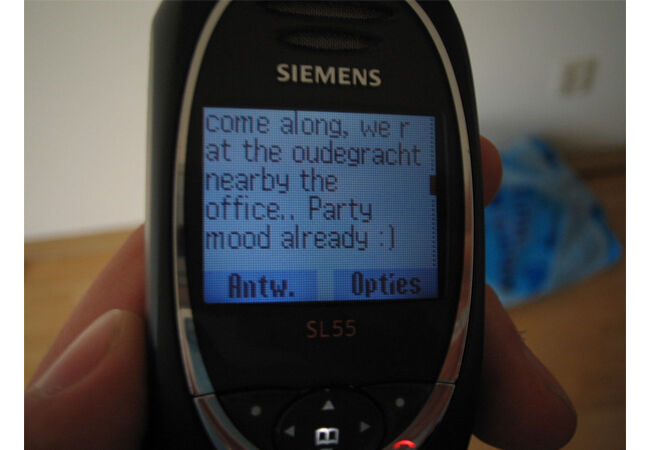 SIEMENS
come along, we r
at the oudegracht
nearby the
office.. Party
mood already :)
Antw. Opties
SL55